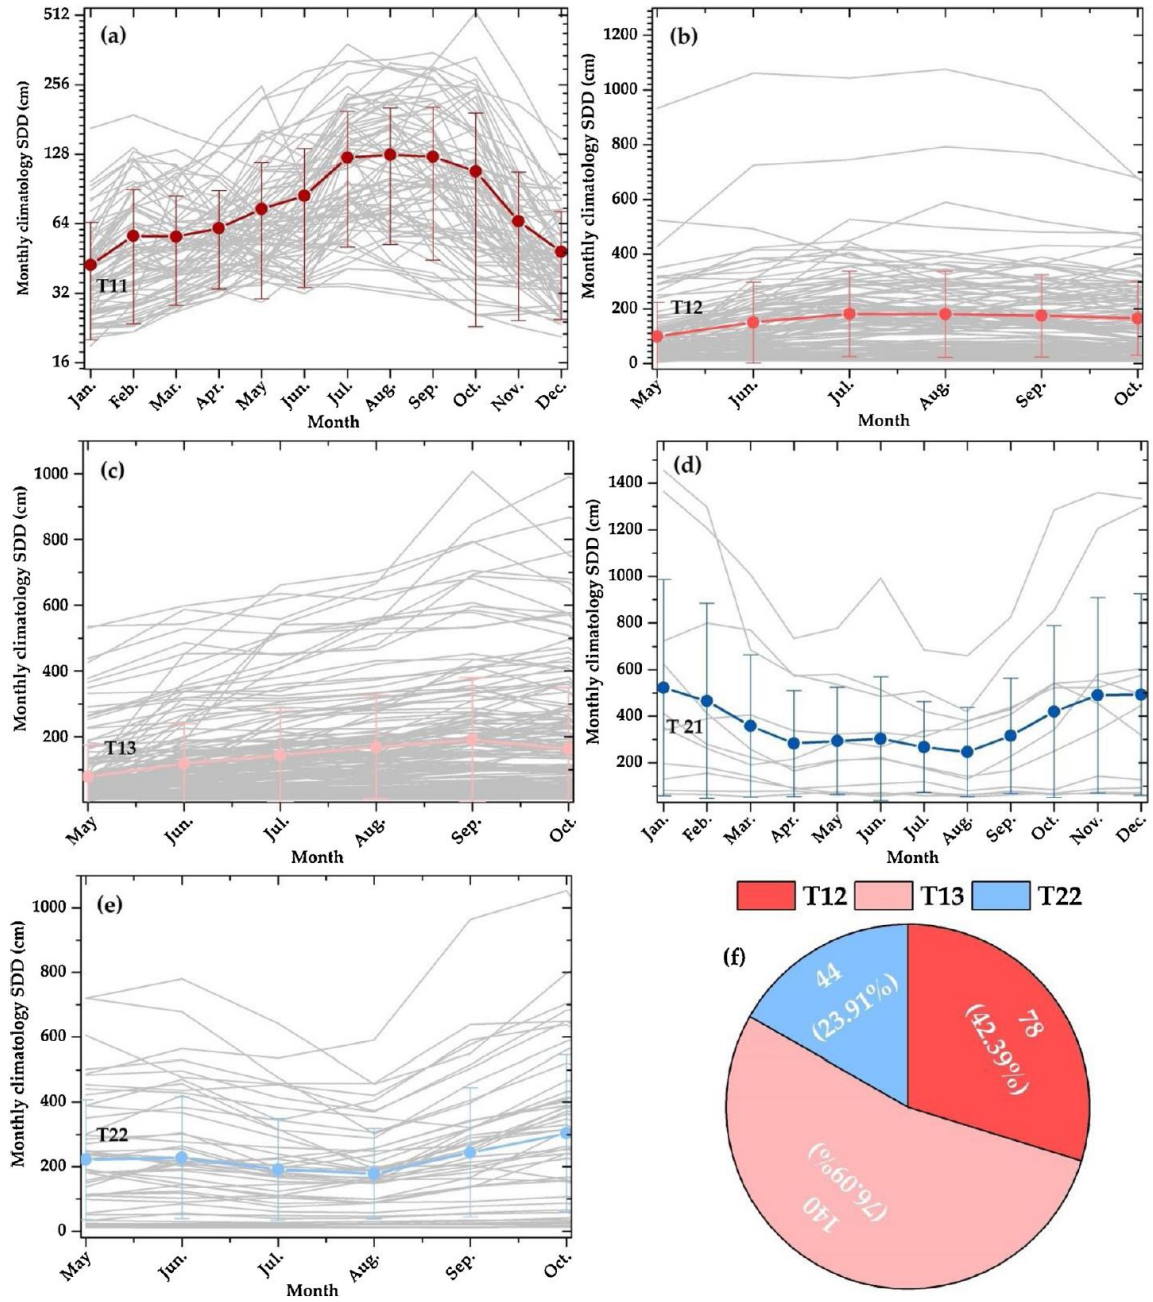 (a)
Monthly climatology SDD (cm)
512
256
128
64
32
16
T11
Jan.
Feb.
Mar.
Apr.
May
Jun.
Jul.
Aug.
Sep.
Oct.
Nov.
Dec.
Month
(b)
Monthly climatology SDD (cm)
1200
1000
800
600
400
200
0
T12
May
Jun.
Jul.
Aug.
Sep.
Oct.
Month
(c)
Monthly climatology SDD (cm)
1000
800
600
400
200
T13
May
Jun.
Jul.
Aug.
Sep.
Oct.
Month
(d)
Monthly climatology SDD (cm)
1400
1200
1000
800
600
400
200
T 21
Jan.
Feb.
Mar.
Apr.
May
Jun.
Jul.
Aug.
Sep.
Oct.
Nov.
Dec.
Month
(e)
Monthly climatology SDD (cm)
1000
800
600
400
200
0
T22
May
Jun.
Jul.
Aug.
Sep.
Oct.
Month
T12 T13 T22
(f)
44
(23.91%)
78
(42.39%)
140
(76.09%)